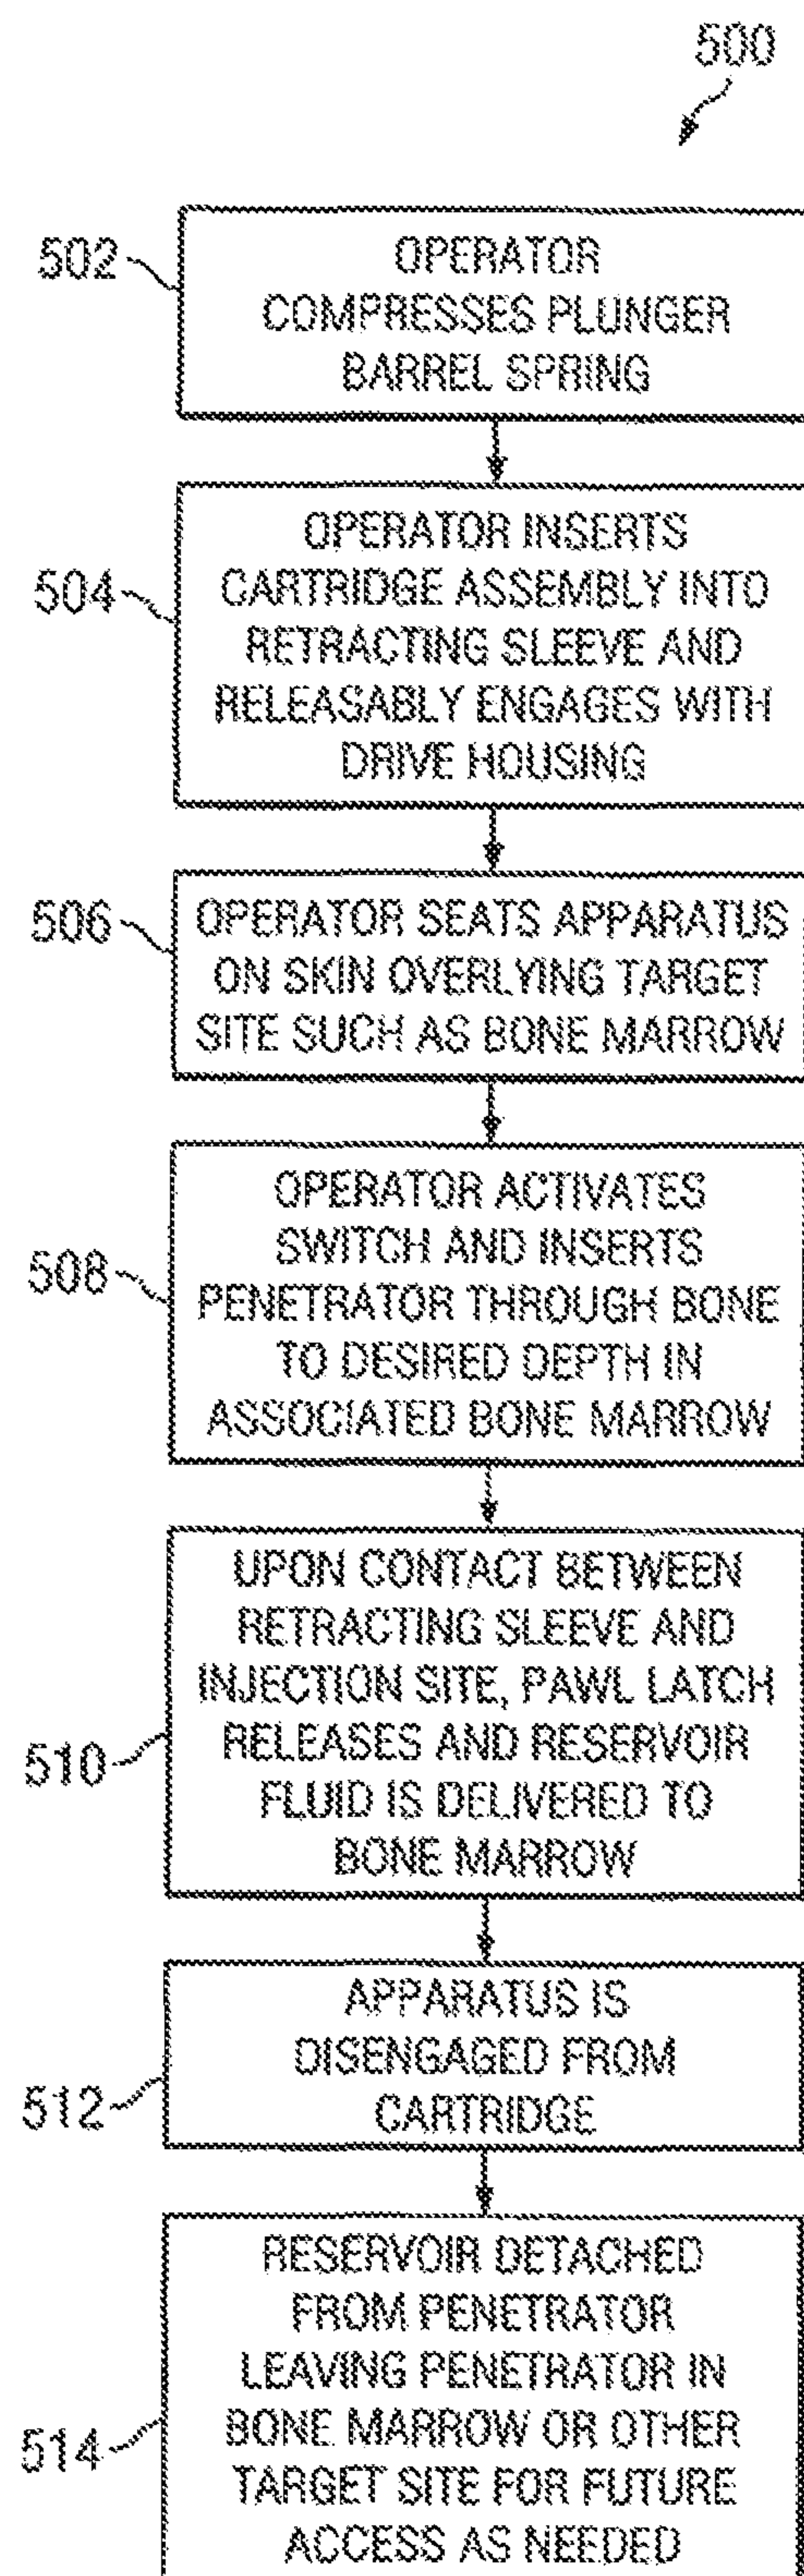 500
502
OPERATOR
COMPRESSES PLUNGER
BARREL SPRING
504
OPERATOR INSERTS
CARTRIDGE ASSEMBLY INTO
RETRACTING SLEEVE AND
RELEASABLY ENGAGES WITH
DRIVE HOUSING
506
OPERATOR SEATS APPARATUS
ON SKIN OVERLYING TARGET
SITE SUCH AS BONE MARROW
508
OPERATOR ACTIVATES
SWITCH AND INSERTS
PENETRATOR THROUGH BONE
TO DESIRED DEPTH IN
ASSOCIATED BONE MARROW
510
UPON CONTACT BETWEEN
RETRACTING SLEEVE AND
INJECTION SITE, PAWL LATCH
RELEASES AND RESERVOIR
FLUID IS DELIVERED TO
BONE MARROW
512
APPARATUS IS
DISENGAGED FROM
CARTRIDGE
514
RESERVOIR DETACHED
FROM PENETRATOR
LEAVING PENETRATOR IN
BONE MARROW OR OTHER
TARGET SITE FOR FUTURE
ACCESS AS NEEDED